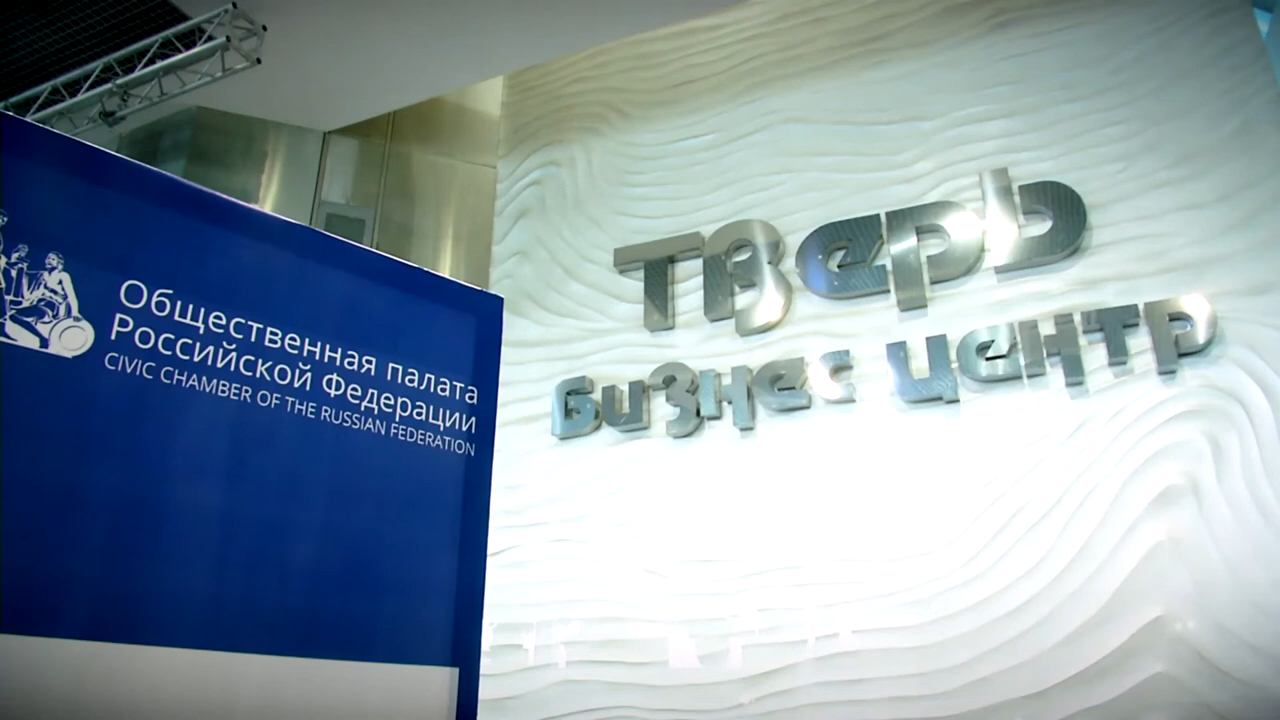 Общественная палата
Российской Федерации
CIVIC CHAMBER OF THE RUSSIAN FEDERATION
Тверь
Бизнес центр